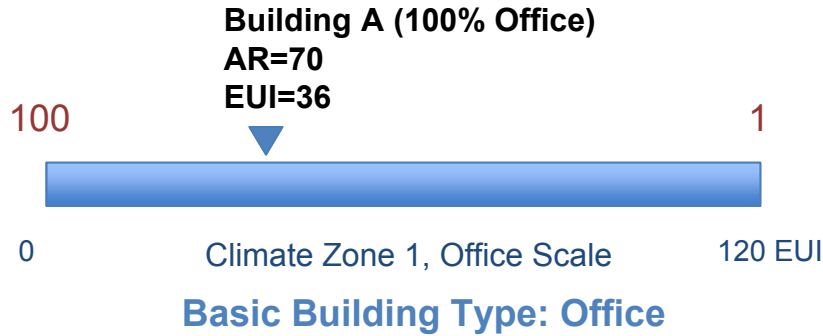 Building A (100% Office)
AR=70
EUI=36
100
1
0
Climate Zone 1, Office Scale
120 EUI
Basic Building Type: Office